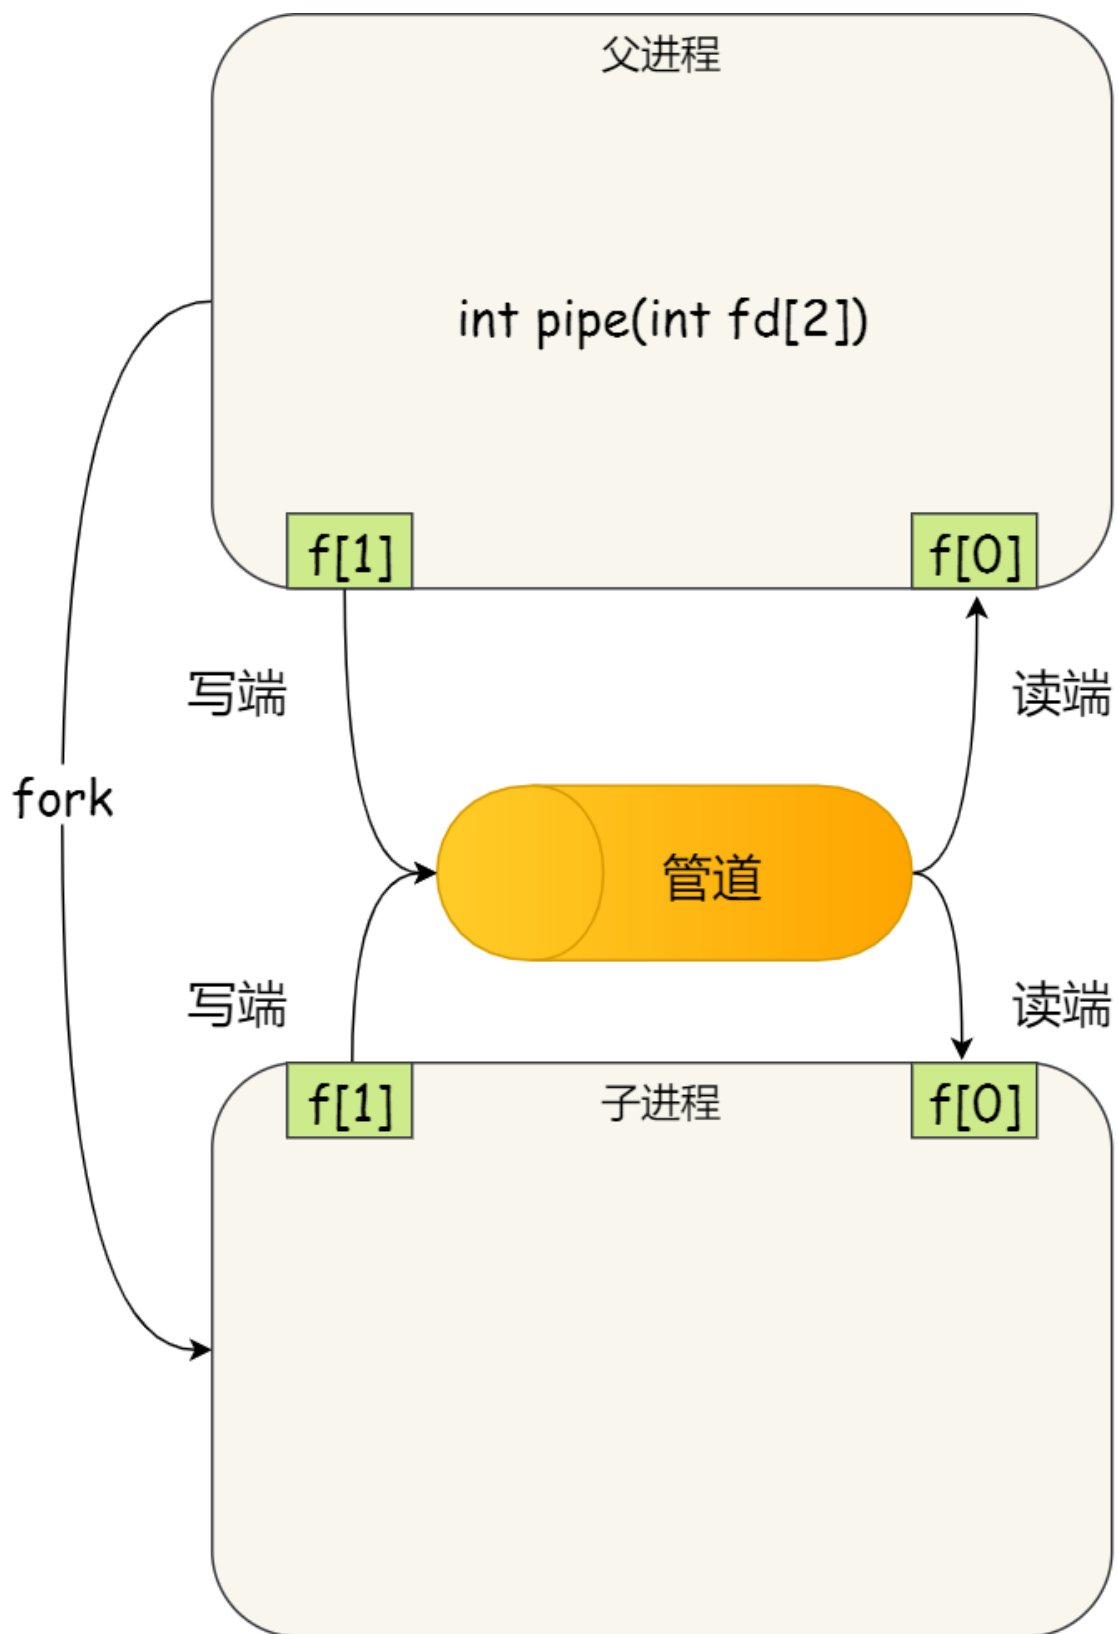 父进程
int pipe(int fd[2])
f[1]
f[0]
写端
读端
fork
管道
写端
读端
f[1]
子进程
f[0]